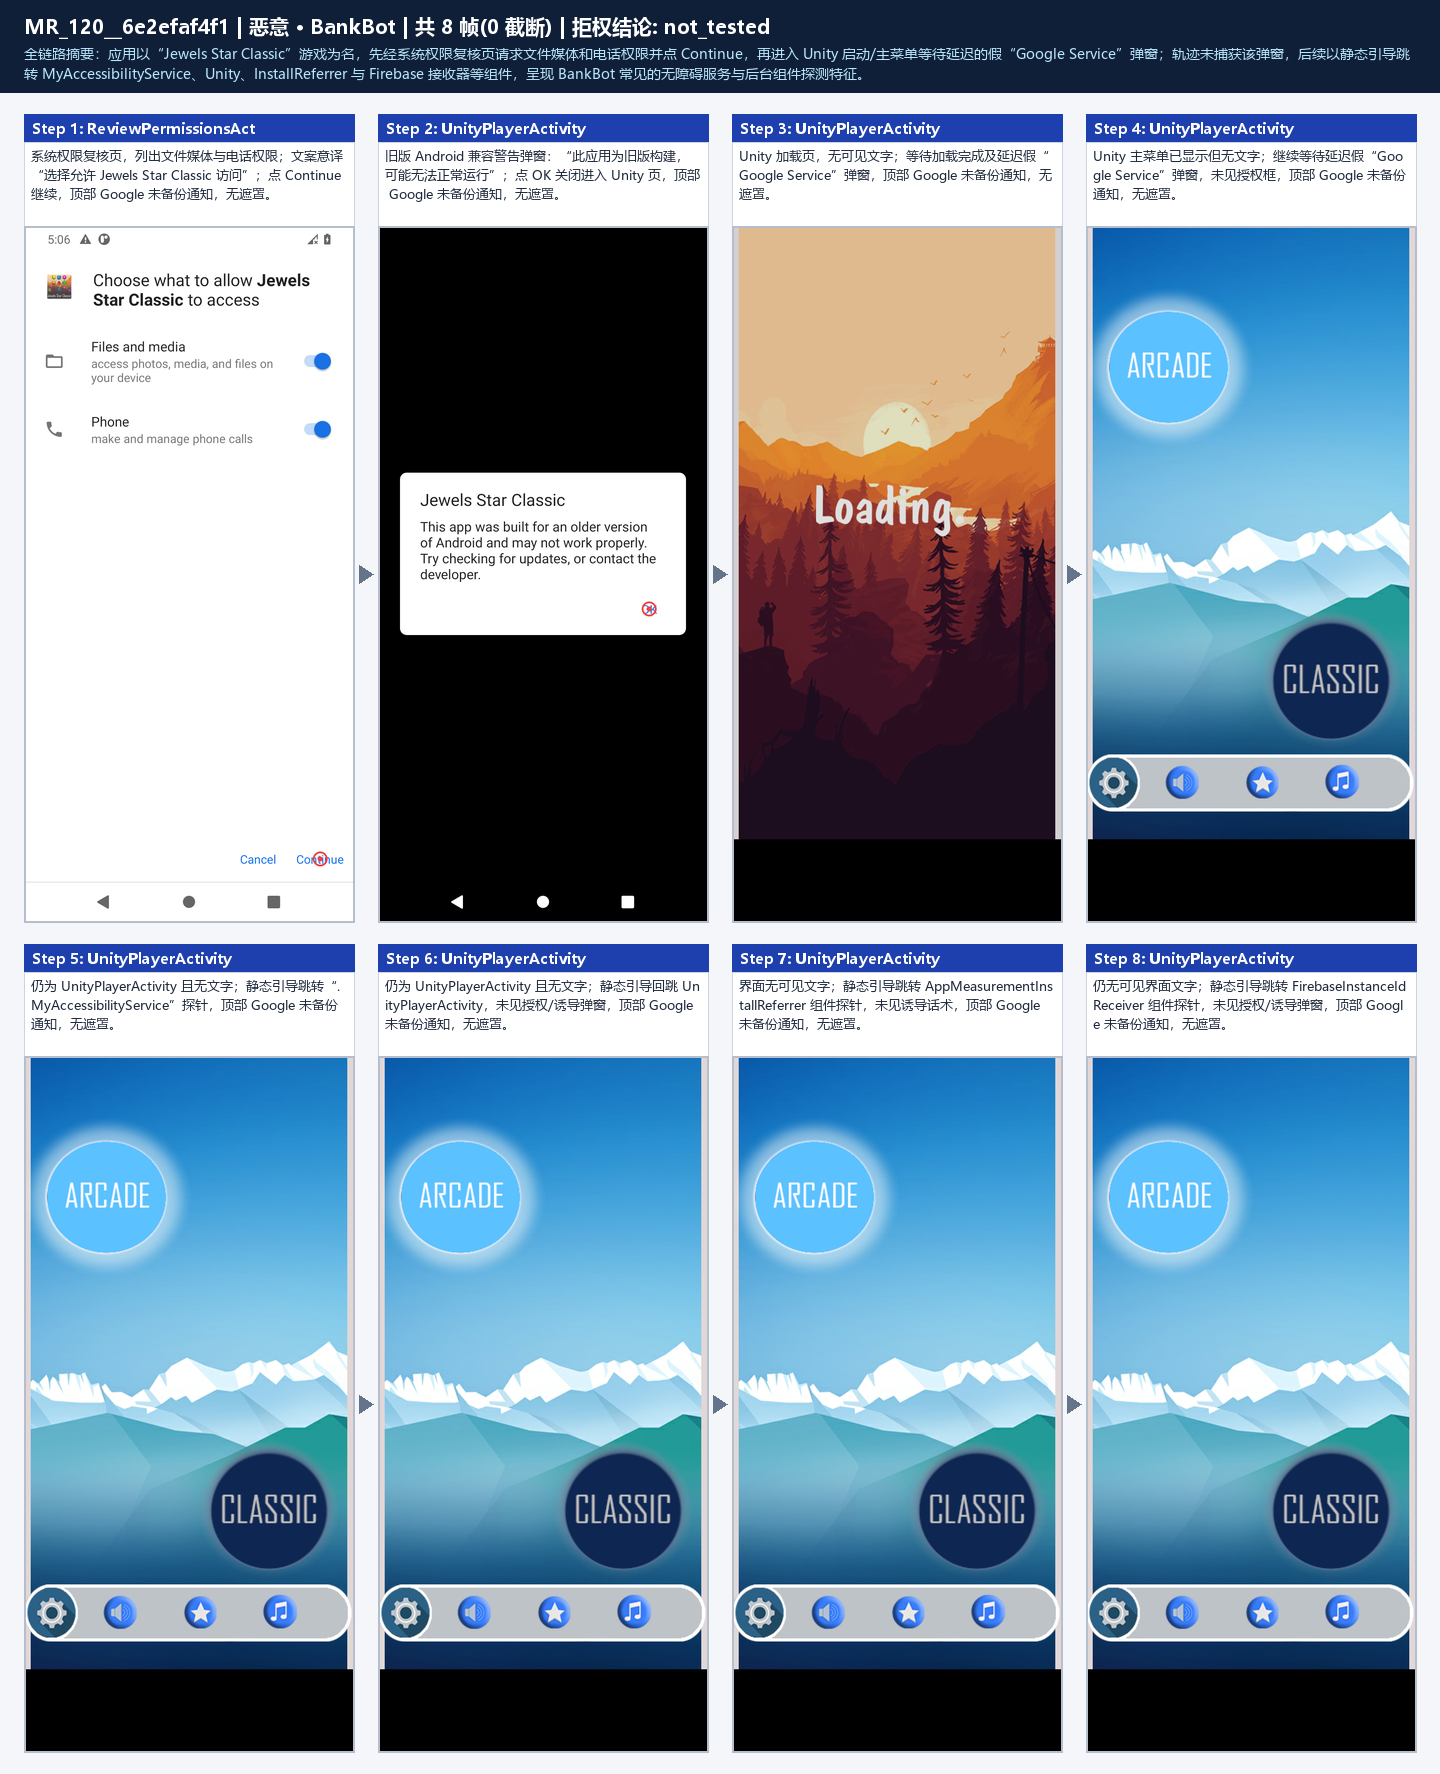 MR_120__6e2efaf4f1 | 恶意 • BankBot | 共 8 帧(0 截断) | 拒权结论: not_tested
全链路摘要：应用以“Jewels Star Classic”游戏为名，先经系统权限复核页请求文件媒体和电话权限并点 Continue，再进入 Unity 启动/主菜单等待延迟的假“Google Service”弹窗；轨迹未捕获该弹窗，后续以静态引导跳
转 MyAccessibilityService、Unity、InstallReferrer 与 Firebase 接收器等组件，呈现 BankBot 常见的无障碍服务与后台组件探测特征。
Step 1: ReviewPermissionsAct
系统权限复核页，列出文件媒体与电话权限；文案意译
“选择允许 Jewels Star Classic 访问”；点 Continue
继续，顶部 Google 未备份通知，无遮罩。
5:06
Choose what to allow Jewels
Star Classic to access
Files and media
access photos, media, and files on
your device
Phone
make and manage phone calls
Cancel
Continue
Step 2: UnityPlayerActivity
旧版 Android 兼容警告弹窗：“此应用为旧版构建，
可能无法正常运行”；点 OK 关闭进入 Unity 页，顶部
Google 未备份通知，无遮罩。
Jewels Star Classic
This app was built for an older version
of Android and may not work properly.
Try checking for updates, or contact the
developer.
Step 3: UnityPlayerActivity
Unity 加载页，无可见文字；等待加载完成及延迟假“
Google Service”弹窗，顶部 Google 未备份通知，无
遮罩。
Loading.
Step 4: UnityPlayerActivity
Unity 主菜单已显示但无文字；继续等待延迟假“Goo
gle Service”弹窗，未见授权框，顶部 Google 未备份
通知，无遮罩。
ARCADE
CLASSIC
Step 5: UnityPlayerActivity
仍为 UnityPlayerActivity 且无文字；静态引导跳转“.
MyAccessibilityService”探针，顶部 Google 未备份
通知，无遮罩。
ARCADE
CLASSIC
Step 6: UnityPlayerActivity
仍为 UnityPlayerActivity 且无文字；静态引导回跳 Un
ityPlayerActivity，未见授权/诱导弹窗，顶部 Google
未备份通知，无遮罩。
ARCADE
CLASSIC
Step 7: UnityPlayerActivity
界面无可见文字；静态引导跳转 AppMeasurementIns
tallReferrer 组件探针，未见诱导话术，顶部 Google
未备份通知，无遮罩。
ARCADE
CLASSIC
Step 8: UnityPlayerActivity
仍无可见界面文字；静态引导跳转 FirebaseInstanceId
Receiver 组件探针，未见授权/诱导弹窗，顶部 Googl
e 未备份通知，无遮罩。
ARCADE
CLASSIC